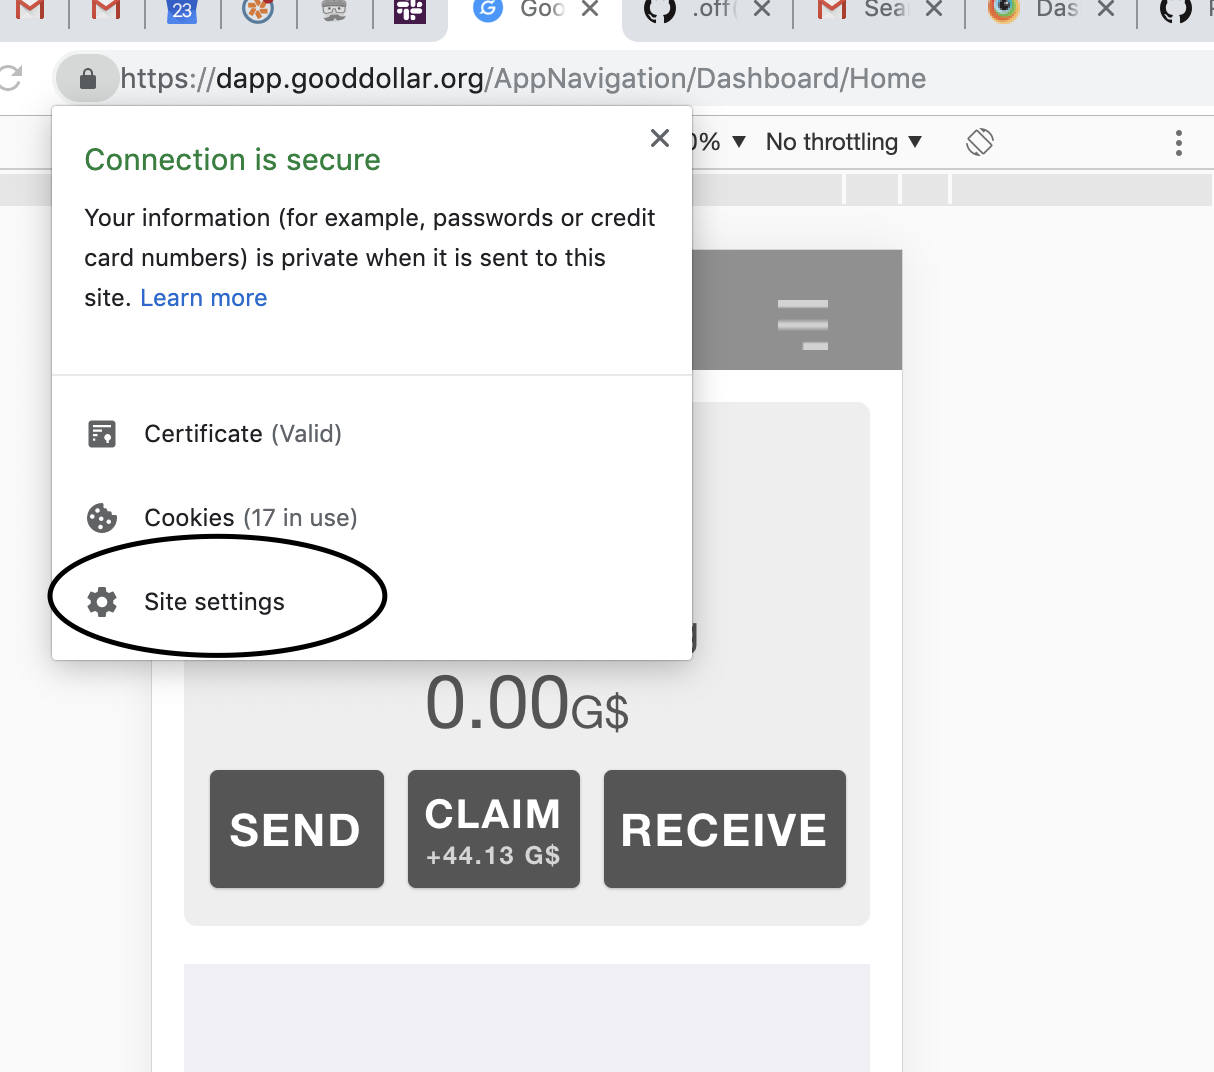 23
Goo
.off
Sea
Das
https://dapp.gooddollar.org/AppNavigation/Dashboard/Home
0%
No throttling
Connection is secure
Your information (for example, passwords or credit
card numbers) is private when it is sent to this
site. Learn more
Certificate (Valid)
Cookies (17 in use)
Site settings
0.00G$
SEND
CLAIM
+44.13 G$
RECEIVE